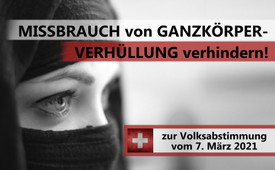 MISSBRAUCH von GANZKÖRPER-
VERHÜLLUNG verhindern!
zur Volksabstimmung
vom 7. März 2021